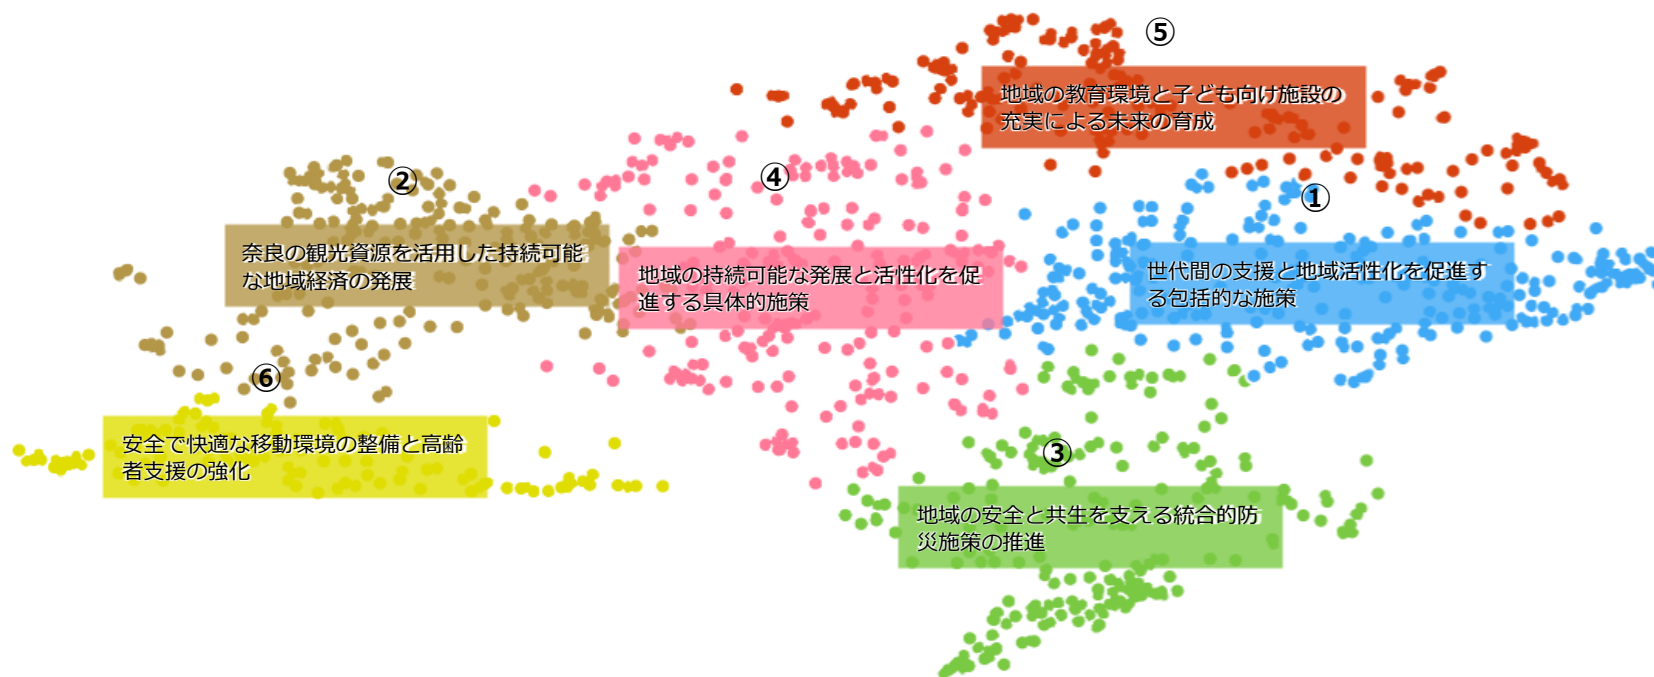 ⑤
地域の教育環境と子ども向け施設の
充実による未来の育成
②
④
①
奈良の観光資源を活用した持続可能
な地域経済の発展
地域の持続可能な発展と活性化を促
進する具体的施策
世代間の支援と地域活性化を促進す
る包括的な施策
⑥
安全で快適な移動環境の整備と高齢
者支援の強化
③
地域の安全と共生を支える統合的防
災施策の推進